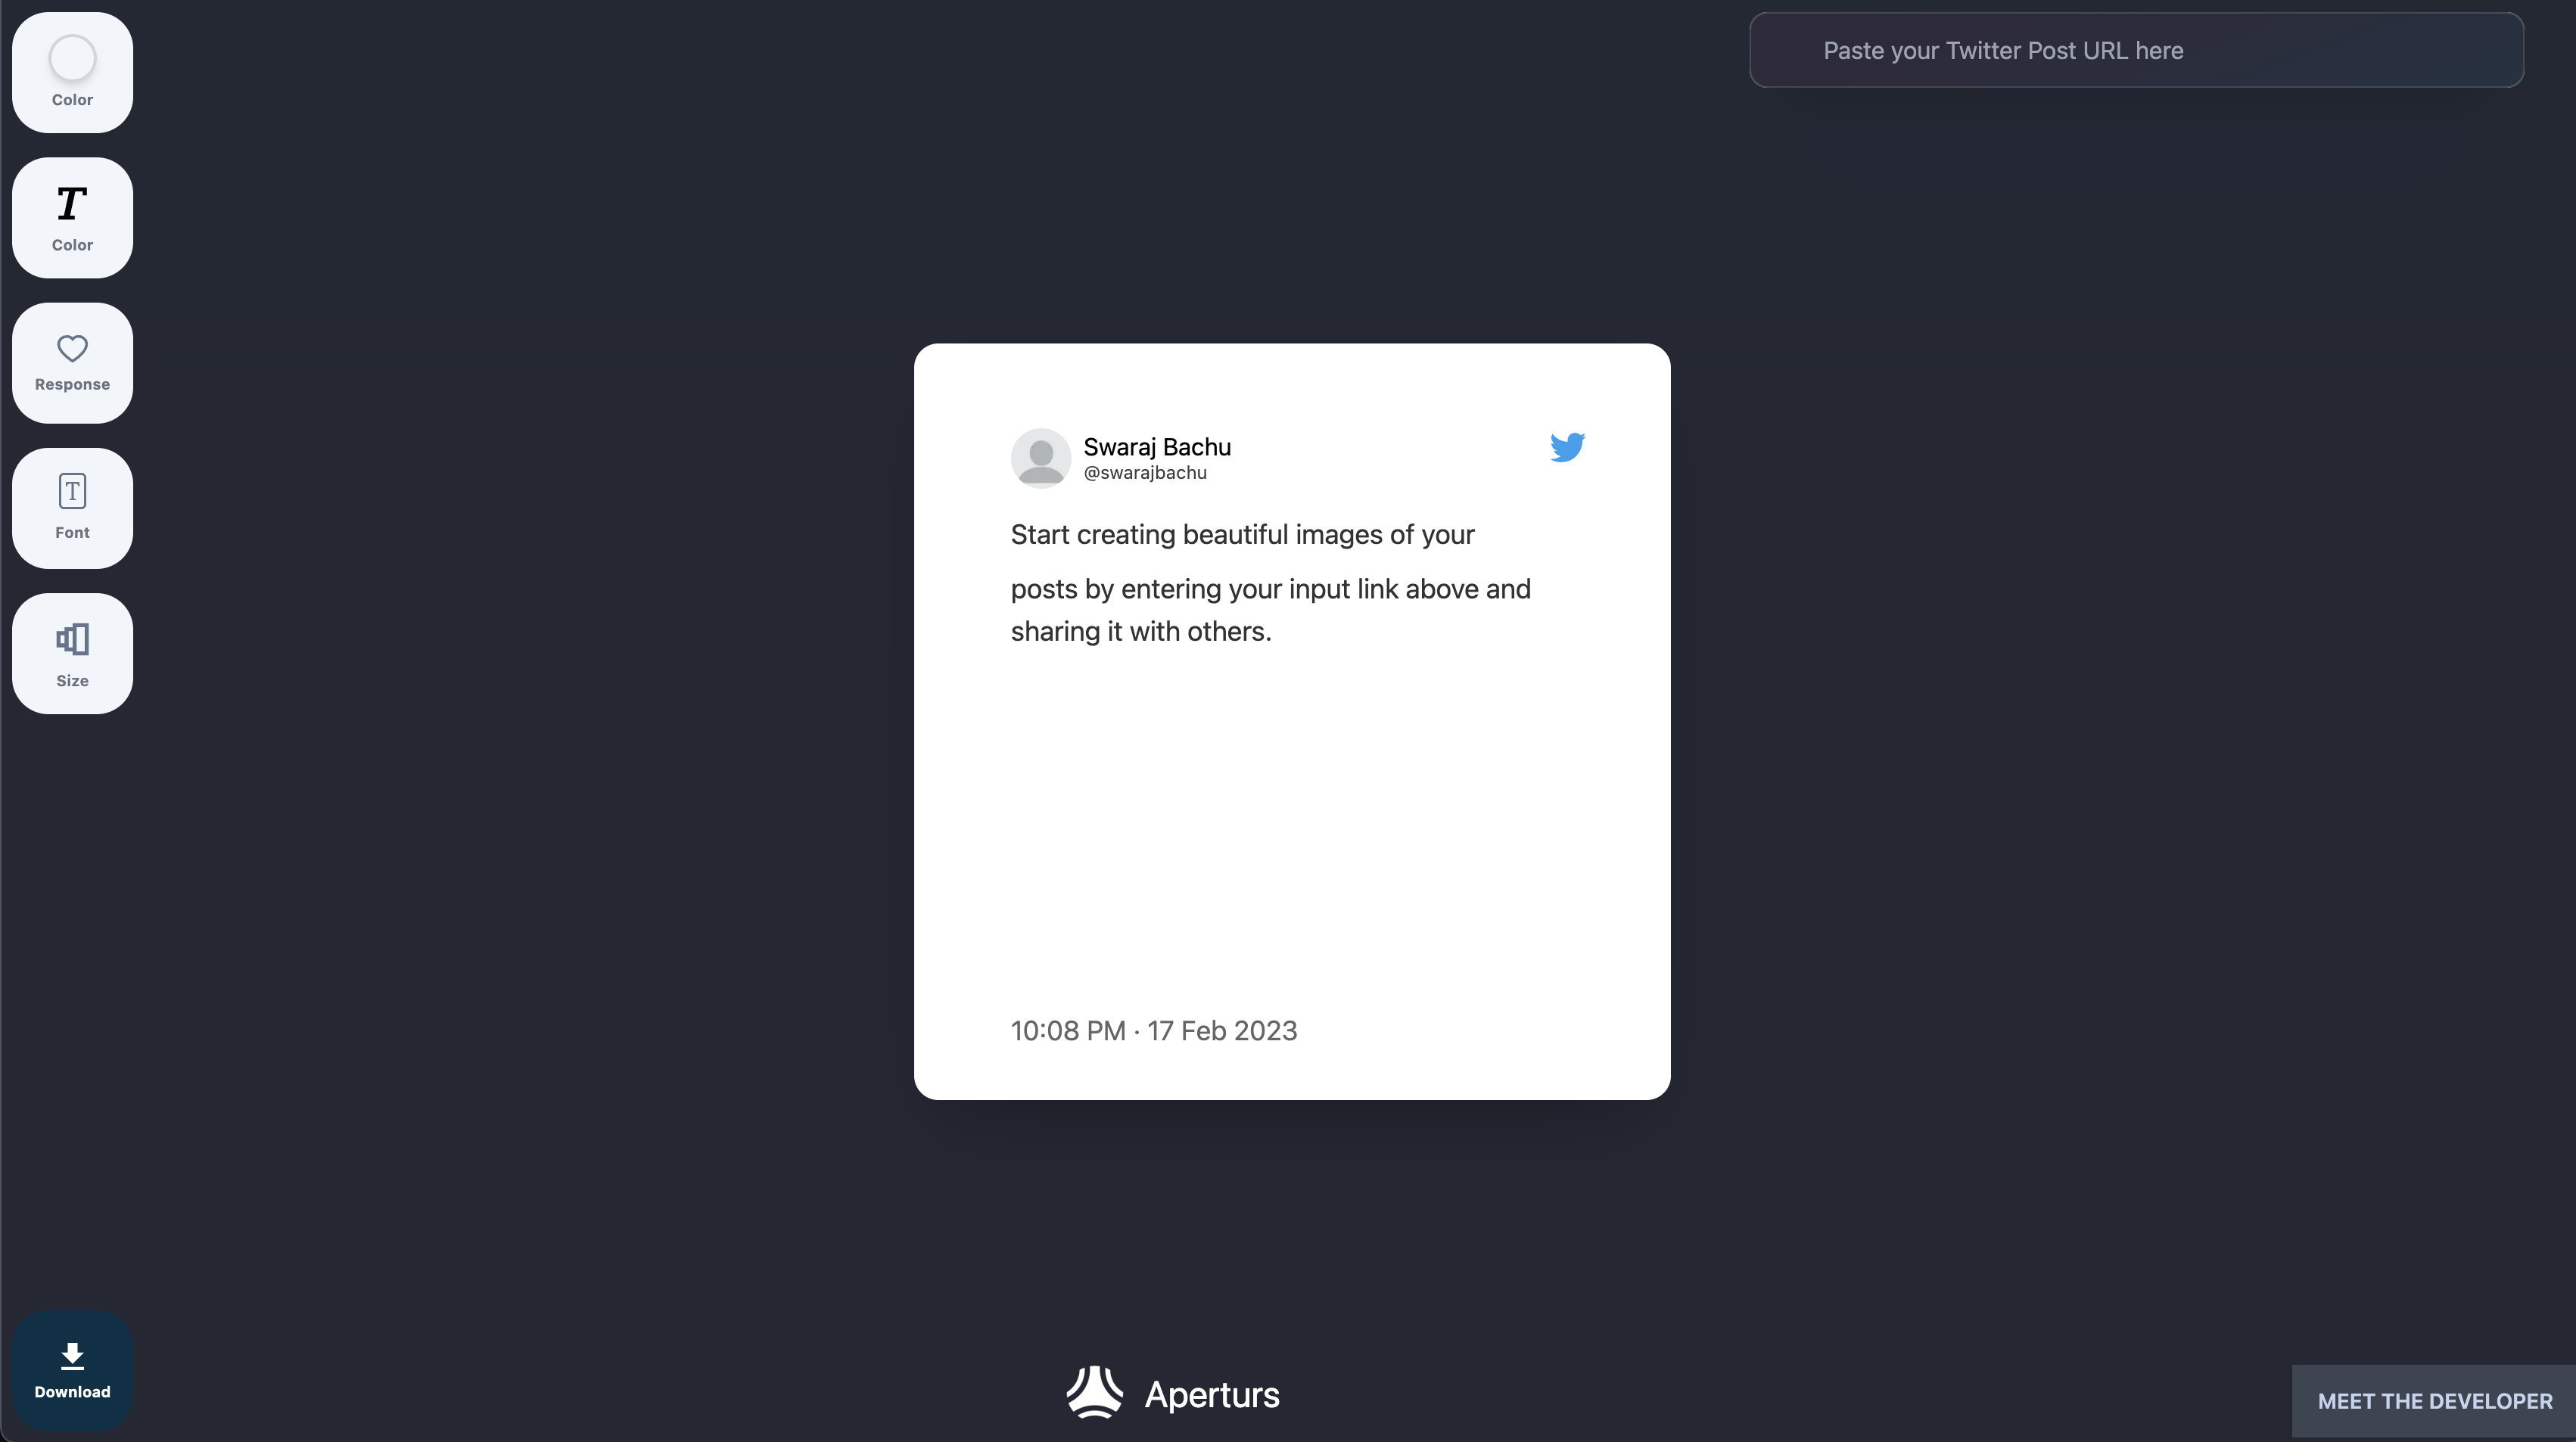 Color
Color
Response
Font
Size
Download
Paste your Twitter Post URL here
Swaraj Bachu
@swarajbachu
Start creating beautiful images of your
posts by entering your input link above and
sharing it with others.
10:08 PM · 17 Feb 2023
Aperturs
MEET THE DEVELOPER